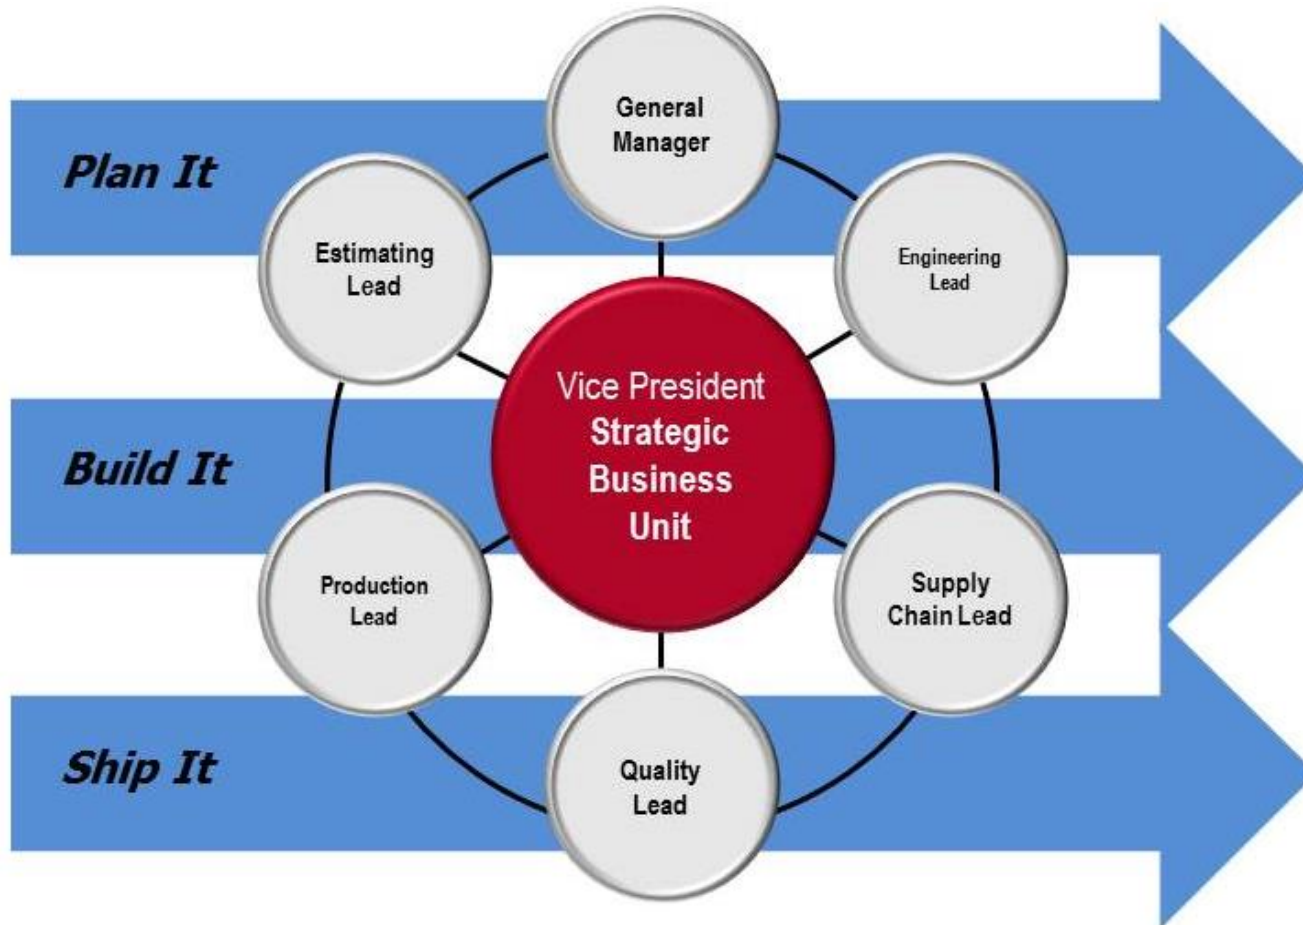 General
Manager
Plan It
Estimating
Lead
Engineering
Lead
Vice President
Strategic
Business
Unit
Build It
Production
Lead
Supply
Chain Lead
Ship It
Quality
Lead